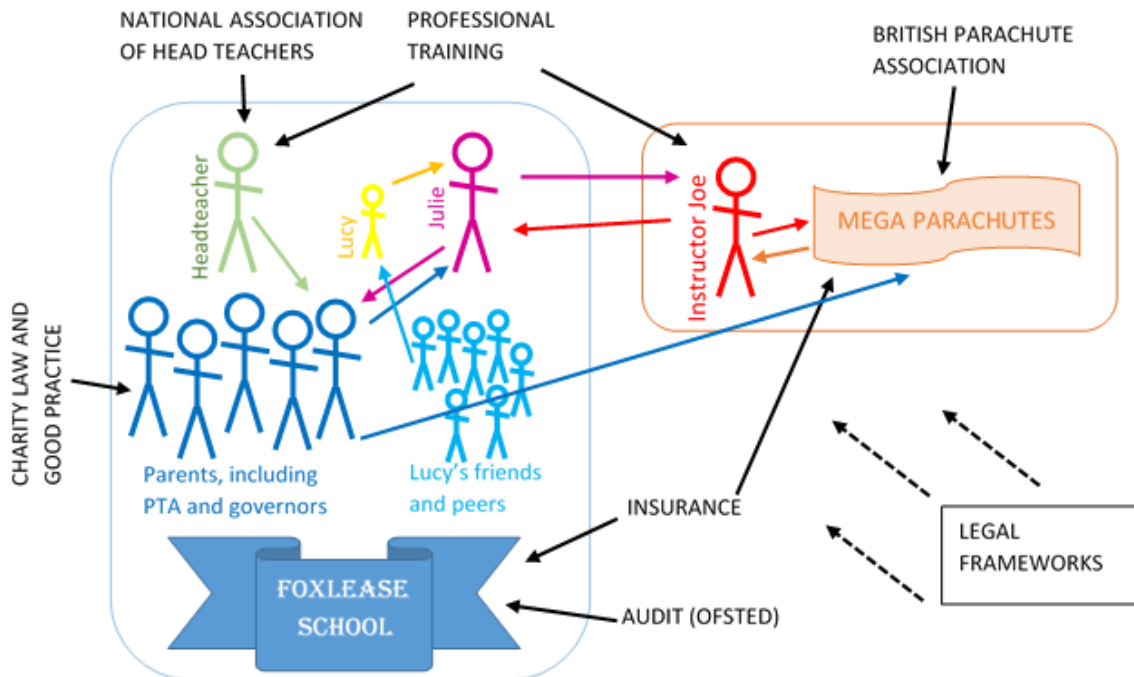 NATIONAL ASSOCIATION
OF HEAD TEACHERS
PROFESSIONAL
TRAINING
BRITISH PARACHUTE
ASSOCIATION
Headteacher
Lucy
Julie
Instructor Joe
MEGA PARACHUTES
CHARITY LAW AND
GOOD PRACTICE
Parents, including
PTA and governors
Lucy's friends
and peers
INSURANCE
LEGAL
FRAMEWORKS
FOXLEASE
SCHOOL
AUDIT (OFSTED)